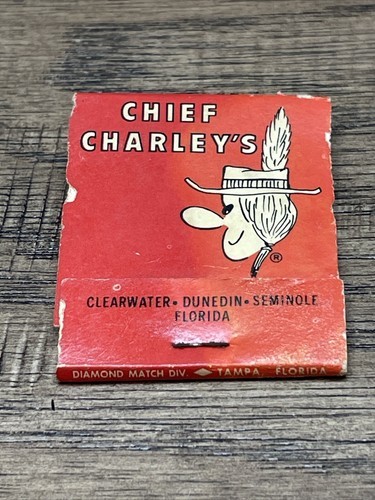 CHIEF
CHARLEY'S
®
CLEARWATER • DUNEDIN • SEMINOLE
FLORIDA
DIAMOND MATCH DIV. TAMPA, FLORIDA